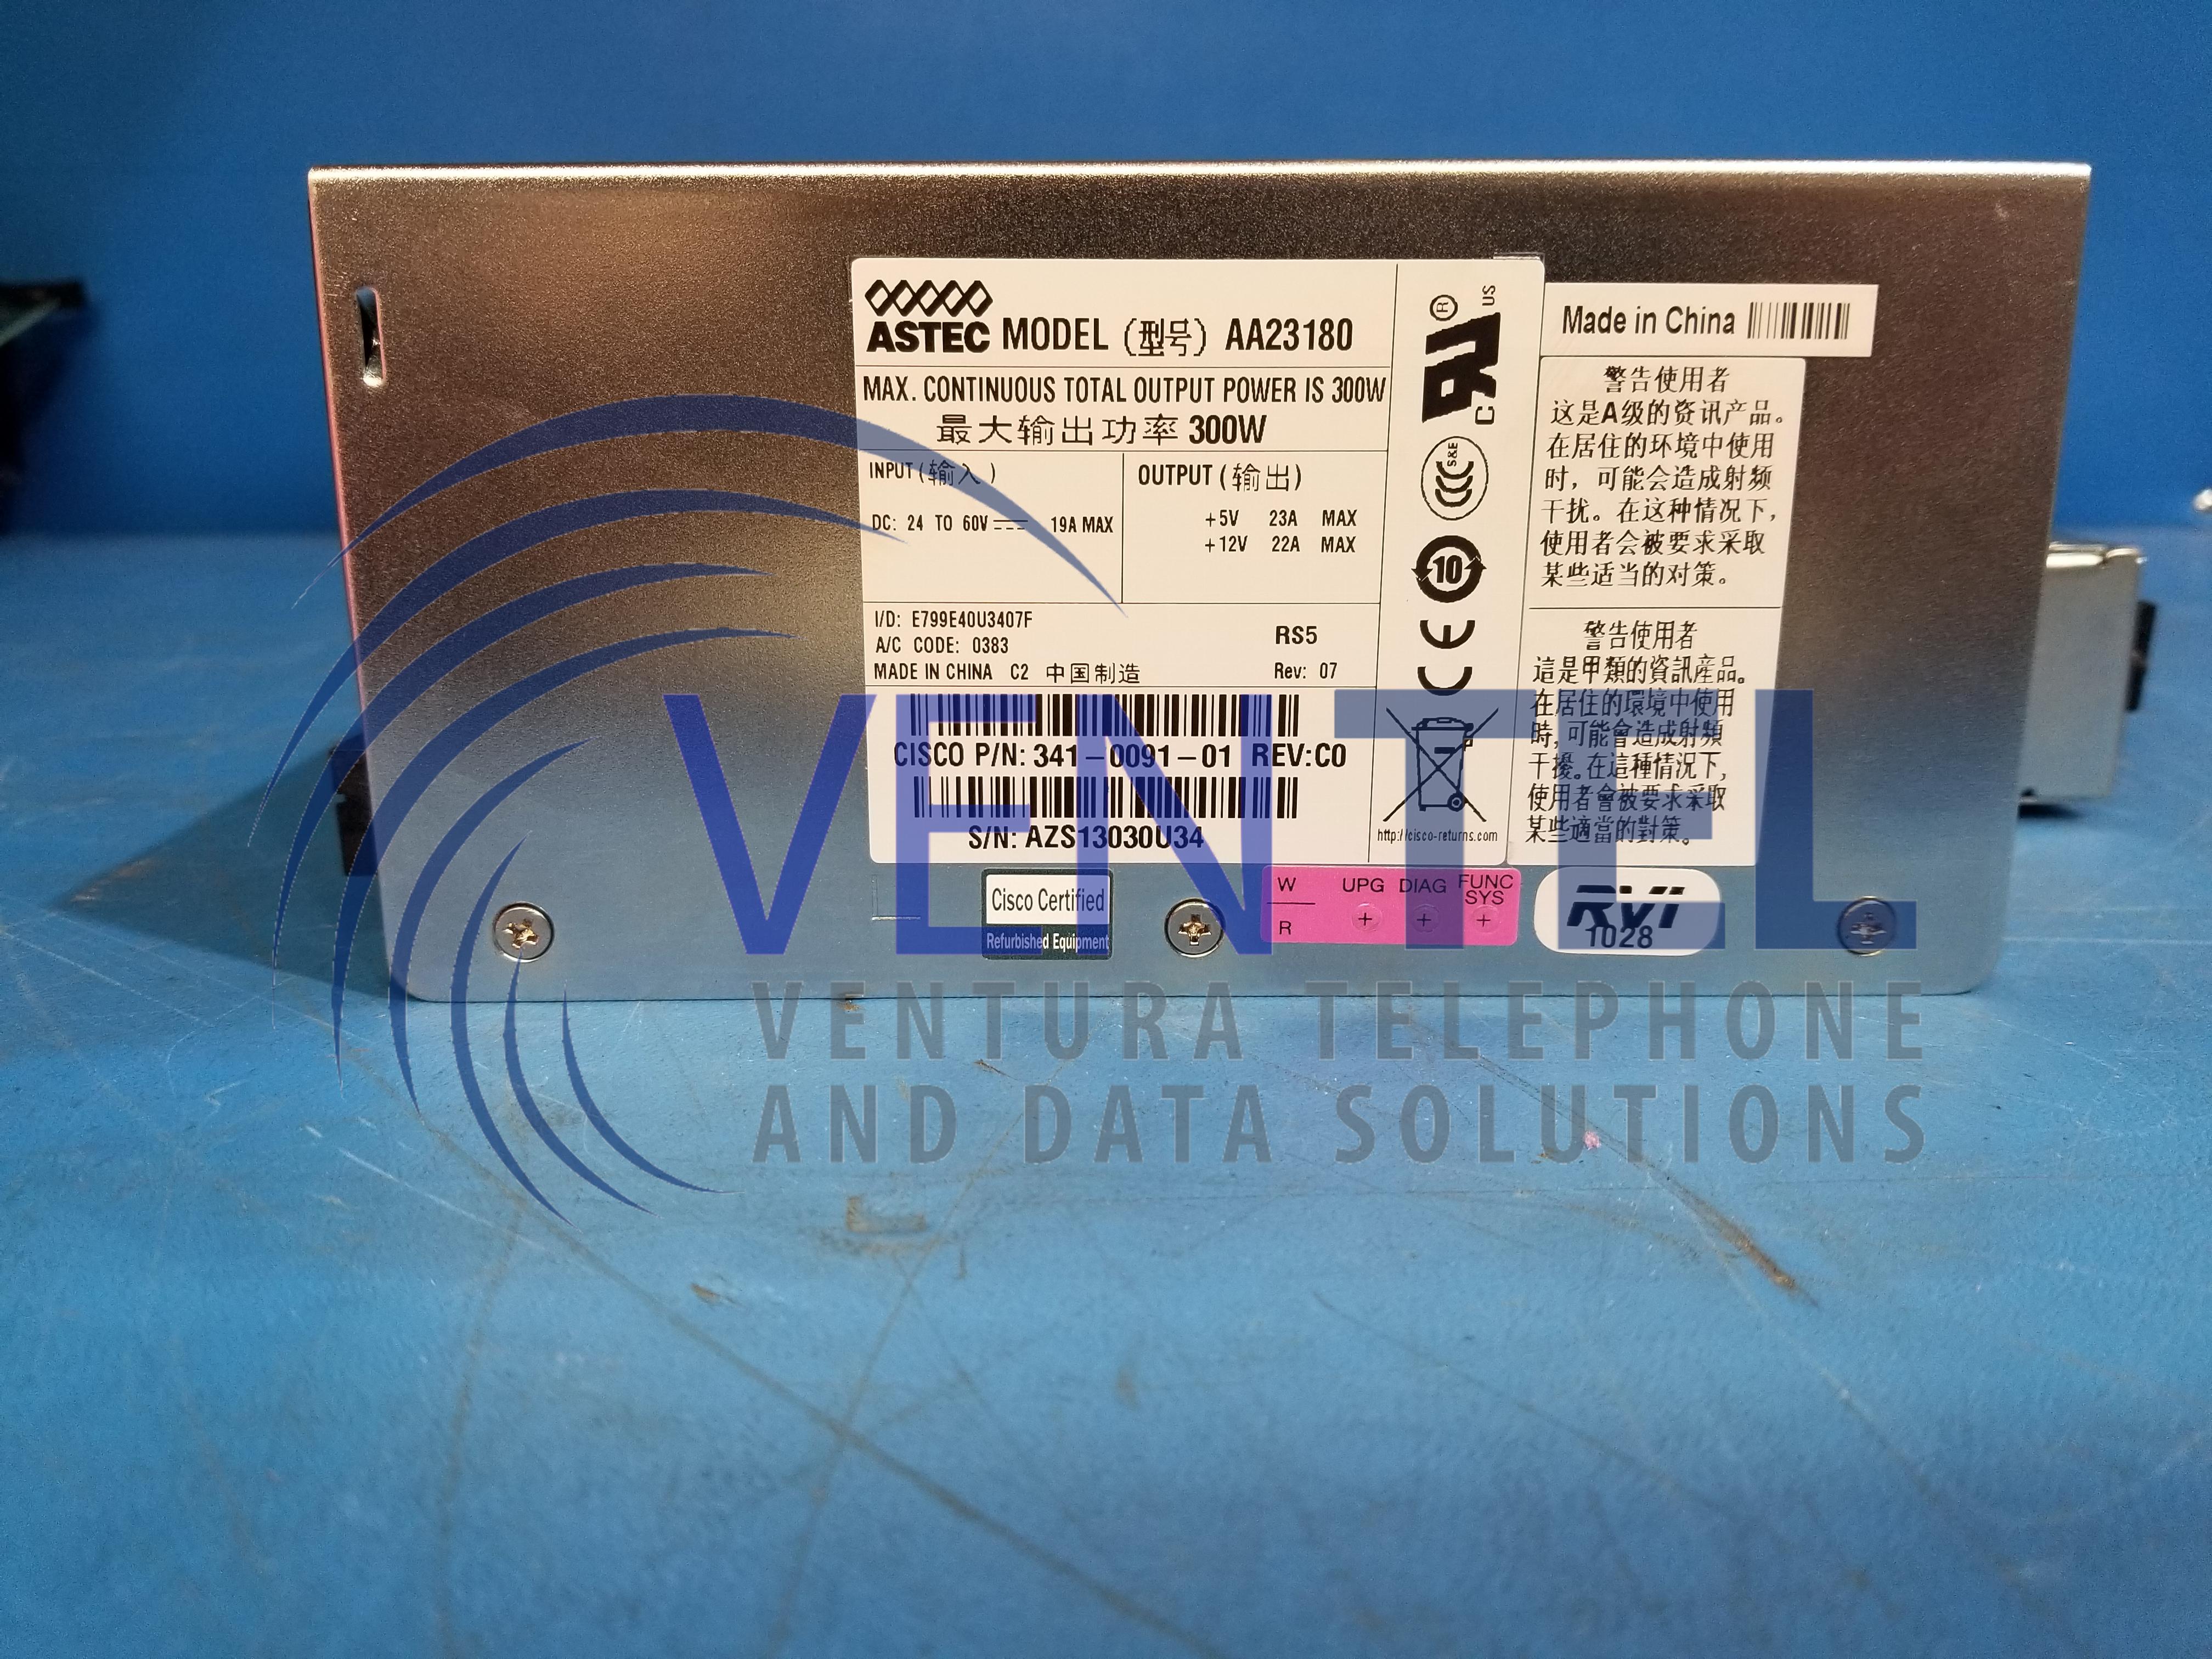 ASTEC MODEL (型号) AA23180
MAX. CONTINUOUS TOTAL OUTPUT POWER IS 300W
最大输出功率 300W
INPUT (输入)
DC: 24 TO 60V 19A MAX
OUTPUT (输出)
+5V 23A MAX
+12V 22A MAX
I/D: E799E40U3407F
A/C CODE: 0383
MADE IN CHINA C2 中国制造
RS5
Rev: 07
CISCO P/N: 341-0091-01 REV:C0
S/N: AZS13030U34
R
US
C
S&E
10
CE
http://cisco-returns.com
Made in China
警告使用者
这是A级的资讯产品。
在居住的环境中使用
时，可能会造成射频
干扰。在这种情况下，
使用者会被要求采取
某些适当的对策。
警告使用者
這是甲類的資訊產品。
在居住的環境中使用
時，可能會造成射頻
干擾。在這種情況下，
使用者會被要求采取
某些適當的對策。
Cisco Certified
Refurbished Equipment
W
R
UPG DIAG FUNC
SYS
+ + +
RVI
1028
VENTEL
VENTURA TELEPHONE
AND DATA SOLUTIONS